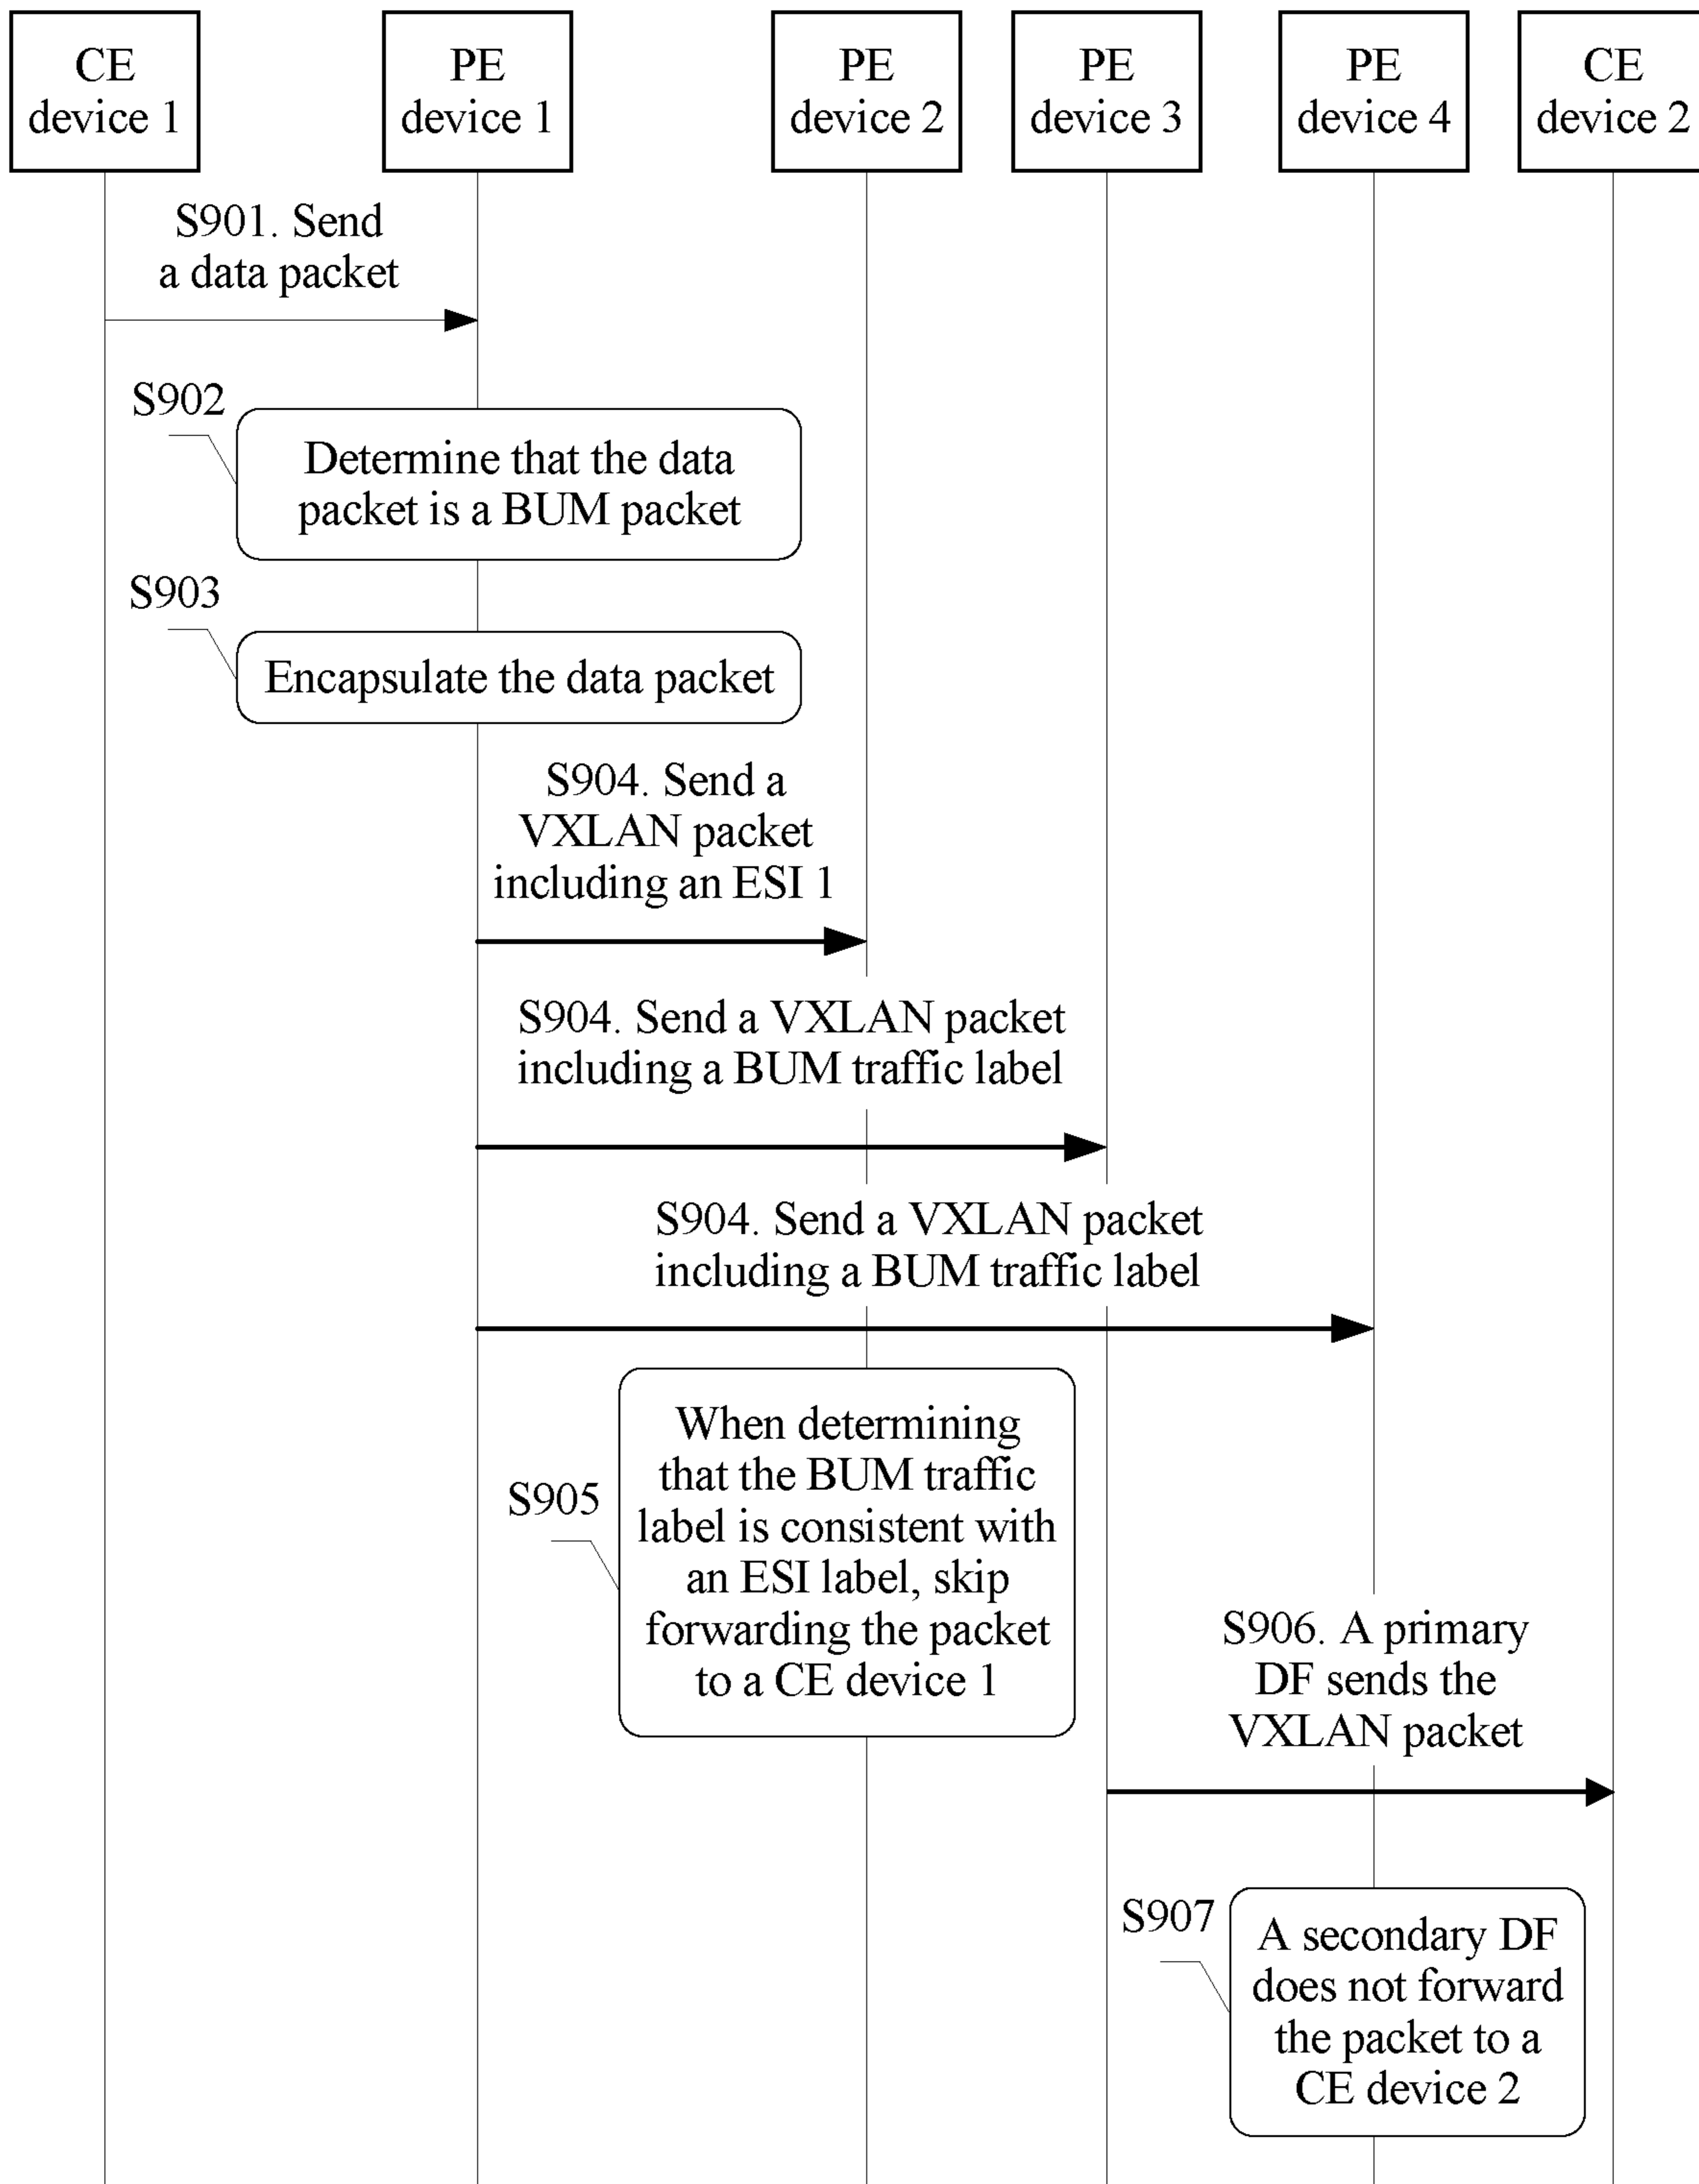 CE
device 1
PE
device 1
PE
device 2
PE
device 3
PE
device 4
CE
device 2
S901. Send
a data packet
S902
Determine that the data
packet is a BUM packet
S903
Encapsulate the data packet
S904. Send a
VXLAN packet
including an ESI 1
S904. Send a VXLAN packet
including a BUM traffic label
S904. Send a VXLAN packet
including a BUM traffic label
S905
When determining
that the BUM traffic
label is consistent with
an ESI label, skip
forwarding the packet
to a CE device 1
S906. A primary
DF sends the
VXLAN packet
S907
A secondary DF
does not forward
the packet to a
CE device 2